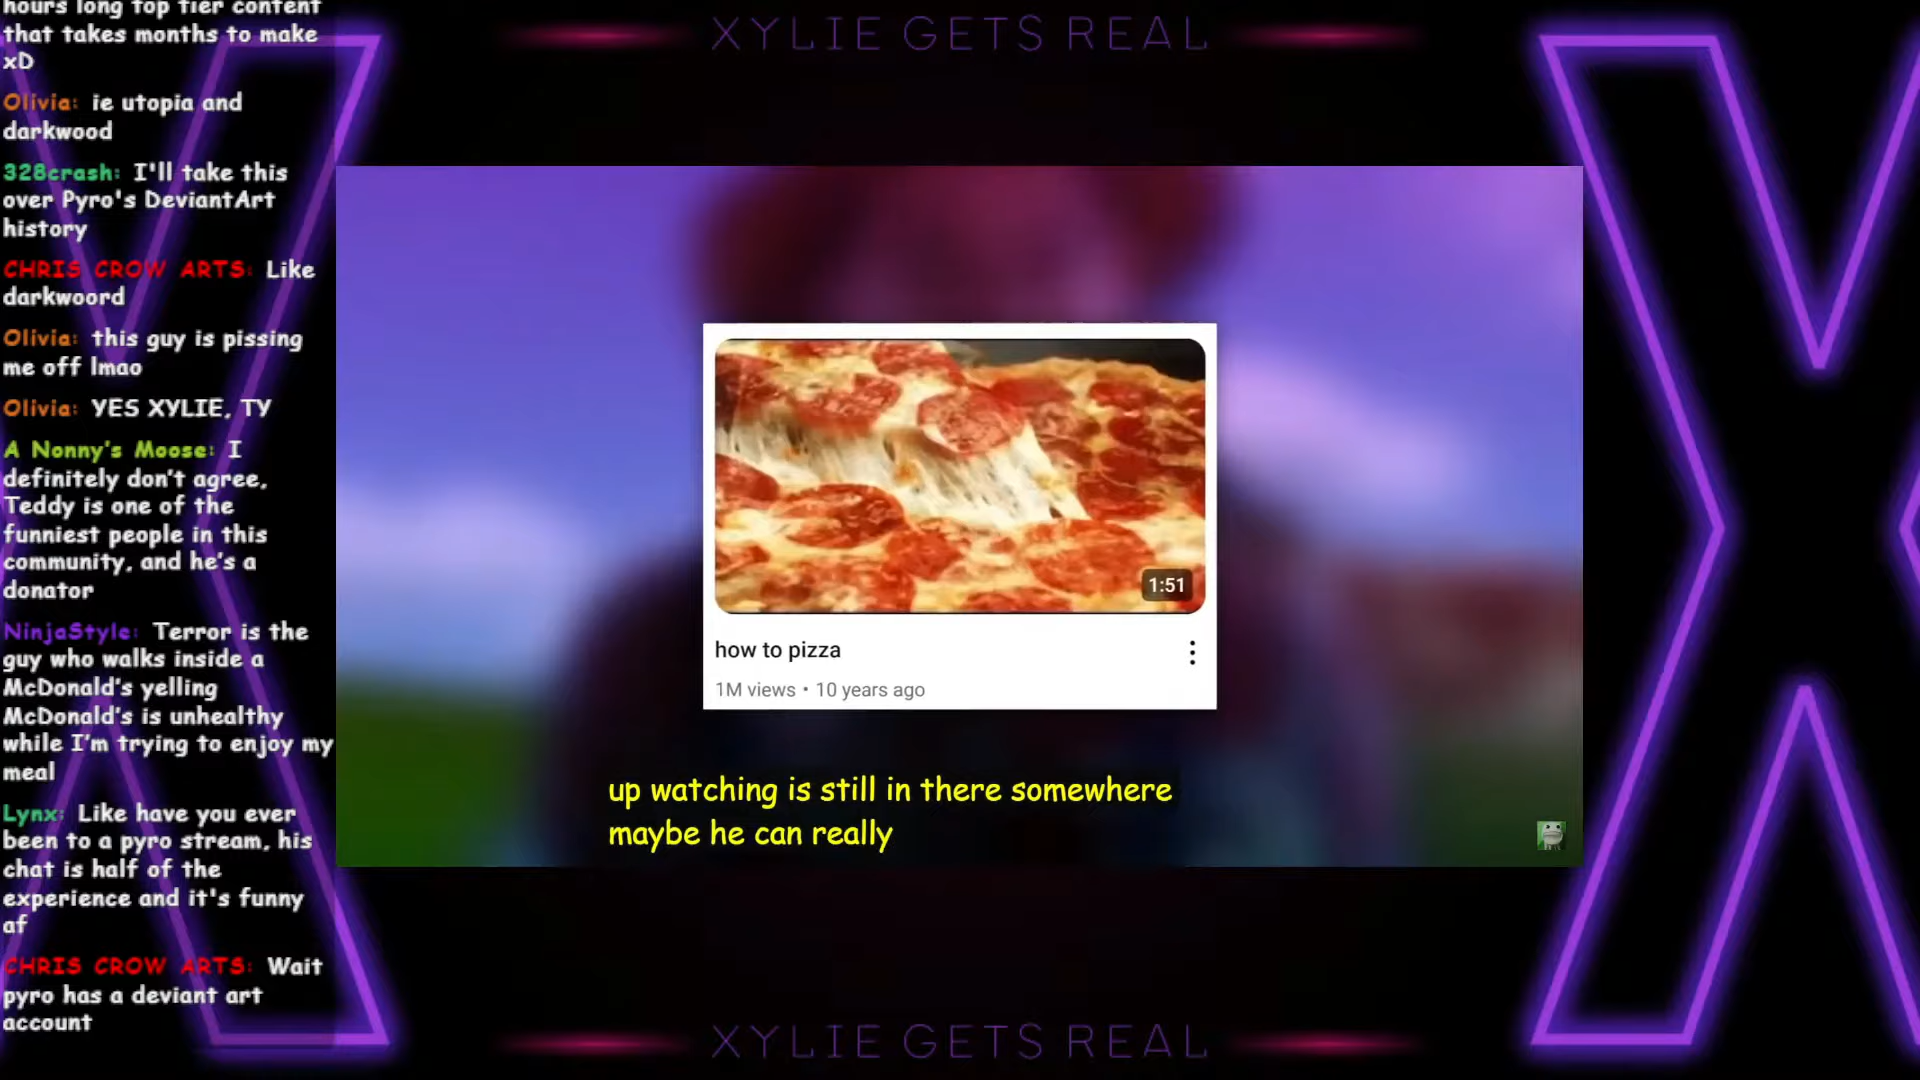 XYLIE GETS REAL
hours long top tier content
that takes months to make
xD
Olivia: ie utopia and
darkwood
328crash: I'll take this
over Pyro's DeviantArt
history
CHRIS CROW ARTS: Like
darkwoord
Olivia: this guy is pissing
me off lmao
Olivia: YES XYLIE, TY
A Nonny's Moose: I
definitely don't agree,
Teddy is one of the
funniest people in this
community, and he's a
donator
NinjaStyle: Terror is the
guy who walks inside a
McDonald's yelling
McDonald's is unhealthy
while I'm trying to enjoy my
meal
Lynx: Like have you ever
been to a pyro stream, his
chat is half of the
experience and it's funny
af
CHRIS CROW ARTS: Wait
pyro has a deviant art
account
1:51
how to pizza
1M views • 10 years ago
up watching is still in there somewhere
maybe he can really
XYLIE GETS REAL